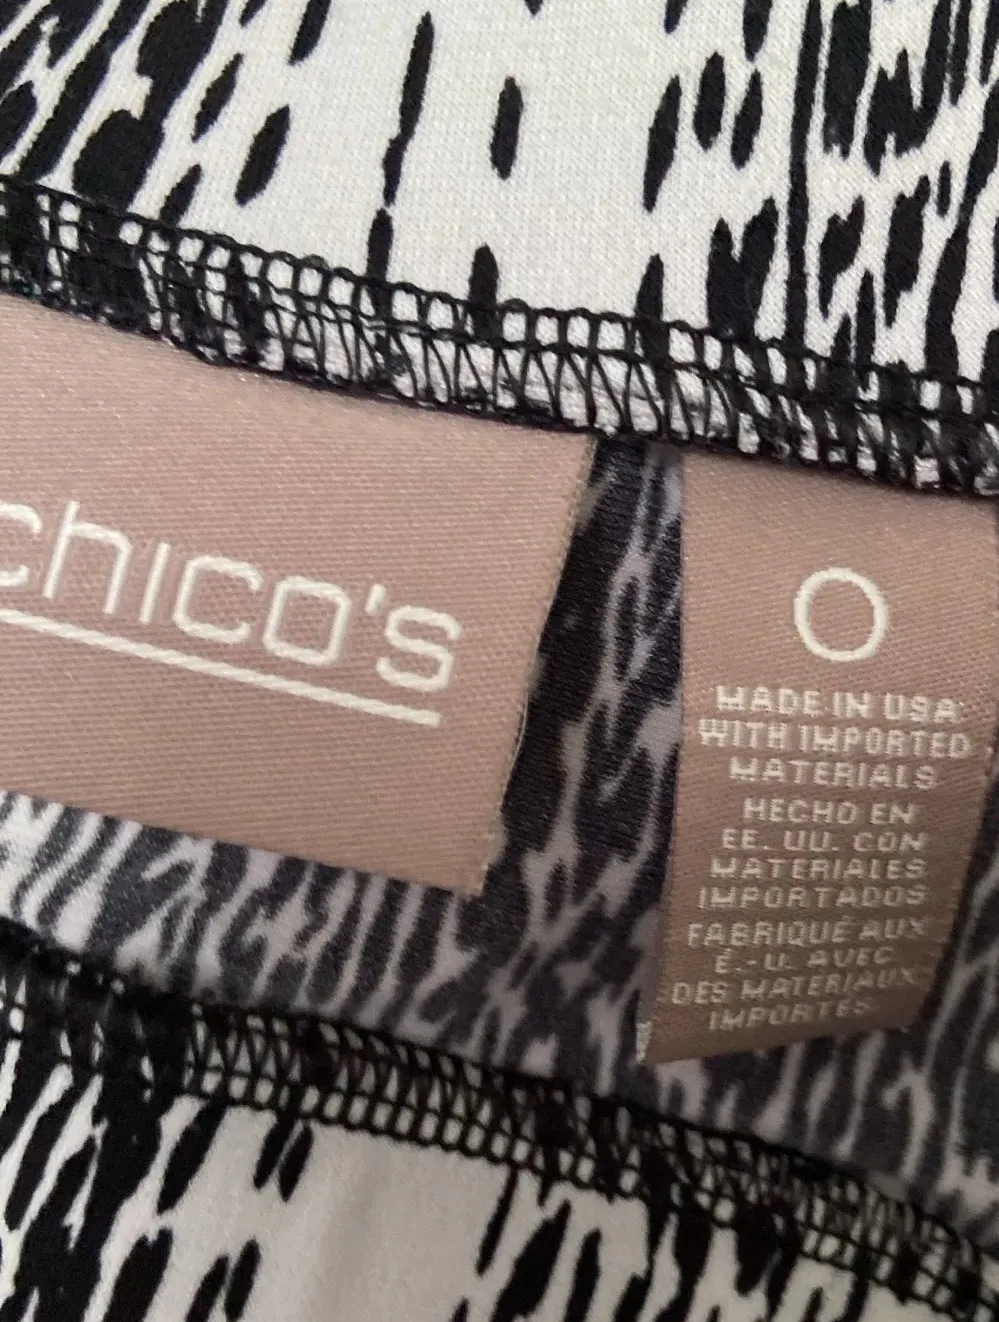 chico's
0
MADE IN USA
WITH IMPORTED
MATERIALS
HECHO EN
EE. UU. CON
MATERIALES
IMPORTADOS
FABRIQUÉ AUX
É.-U. AVEC
DES MATERIAUX
IMPORTÉS